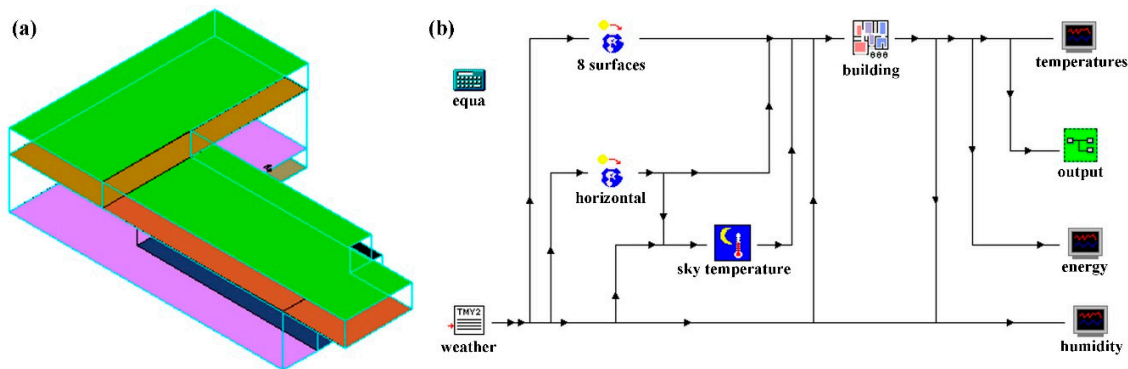 (a)
(b)
8 surfaces
building
temperatures
equa
output
horizontal
sky temperature
energy
TMY2
weather
humidity